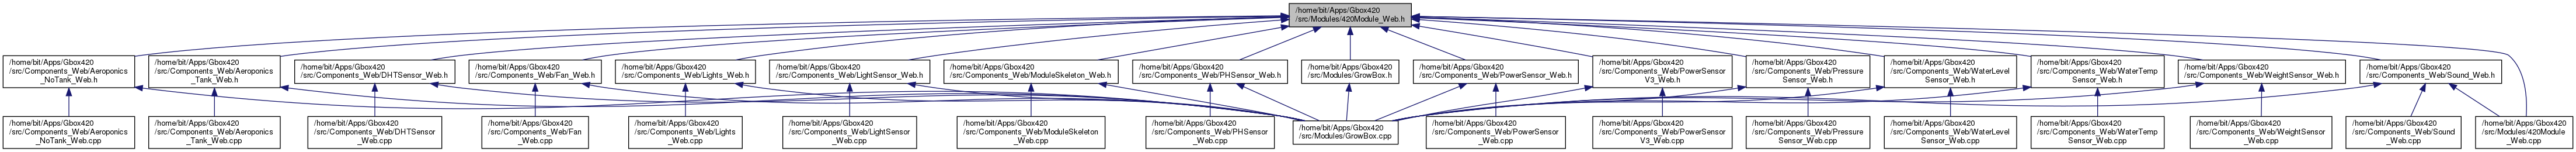 /home/bit/Apps/Gbox420
/src/Modules/420Module_Web.h
/home/bit/Apps/Gbox420
/src/Components_Web/Aeroponics
_NoTank_Web.h
/home/bit/Apps/Gbox420
/src/Components_Web/Aeroponics
_Tank_Web.h
/home/bit/Apps/Gbox420
/src/Components_Web/DHTSensor_Web.h
/home/bit/Apps/Gbox420
/src/Components_Web/Fan_Web.h
/home/bit/Apps/Gbox420
/src/Components_Web/Lights_Web.h
/home/bit/Apps/Gbox420
/src/Components_Web/LightSensor_Web.h
/home/bit/Apps/Gbox420
/src/Components_Web/ModuleSkeleton_Web.h
/home/bit/Apps/Gbox420
/src/Components_Web/PHSensor_Web.h
/home/bit/Apps/Gbox420
/src/Modules/GrowBox.h
/home/bit/Apps/Gbox420
/src/Components_Web/PowerSensor_Web.h
/home/bit/Apps/Gbox420
/src/Components_Web/PowerSensor
V3_Web.h
/home/bit/Apps/Gbox420
/src/Components_Web/Pressure
Sensor_Web.h
/home/bit/Apps/Gbox420
/src/Components_Web/WaterLevel
Sensor_Web.h
/home/bit/Apps/Gbox420
/src/Components_Web/WaterTemp
Sensor_Web.h
/home/bit/Apps/Gbox420
/src/Components_Web/WeightSensor_Web.h
/home/bit/Apps/Gbox420
/src/Components_Web/Sound_Web.h
/home/bit/Apps/Gbox420
/src/Components_Web/Aeroponics
_NoTank_Web.cpp
/home/bit/Apps/Gbox420
/src/Components_Web/Aeroponics
_Tank_Web.cpp
/home/bit/Apps/Gbox420
/src/Components_Web/DHTSensor
_Web.cpp
/home/bit/Apps/Gbox420
/src/Components_Web/Fan
_Web.cpp
/home/bit/Apps/Gbox420
/src/Components_Web/Lights
_Web.cpp
/home/bit/Apps/Gbox420
/src/Components_Web/LightSensor
_Web.cpp
/home/bit/Apps/Gbox420
/src/Components_Web/ModuleSkeleton
_Web.cpp
/home/bit/Apps/Gbox420
/src/Components_Web/PHSensor
_Web.cpp
/home/bit/Apps/Gbox420
/src/Modules/GrowBox.cpp
/home/bit/Apps/Gbox420
/src/Components_Web/PowerSensor
_Web.cpp
/home/bit/Apps/Gbox420
/src/Components_Web/PowerSensor
V3_Web.cpp
/home/bit/Apps/Gbox420
/src/Components_Web/Pressure
Sensor_Web.cpp
/home/bit/Apps/Gbox420
/src/Components_Web/WaterLevel
Sensor_Web.cpp
/home/bit/Apps/Gbox420
/src/Components_Web/WaterTemp
Sensor_Web.cpp
/home/bit/Apps/Gbox420
/src/Components_Web/WeightSensor
_Web.cpp
/home/bit/Apps/Gbox420
/src/Components_Web/Sound
_Web.cpp
/home/bit/Apps/Gbox420
/src/Modules/420Module
_Web.cpp